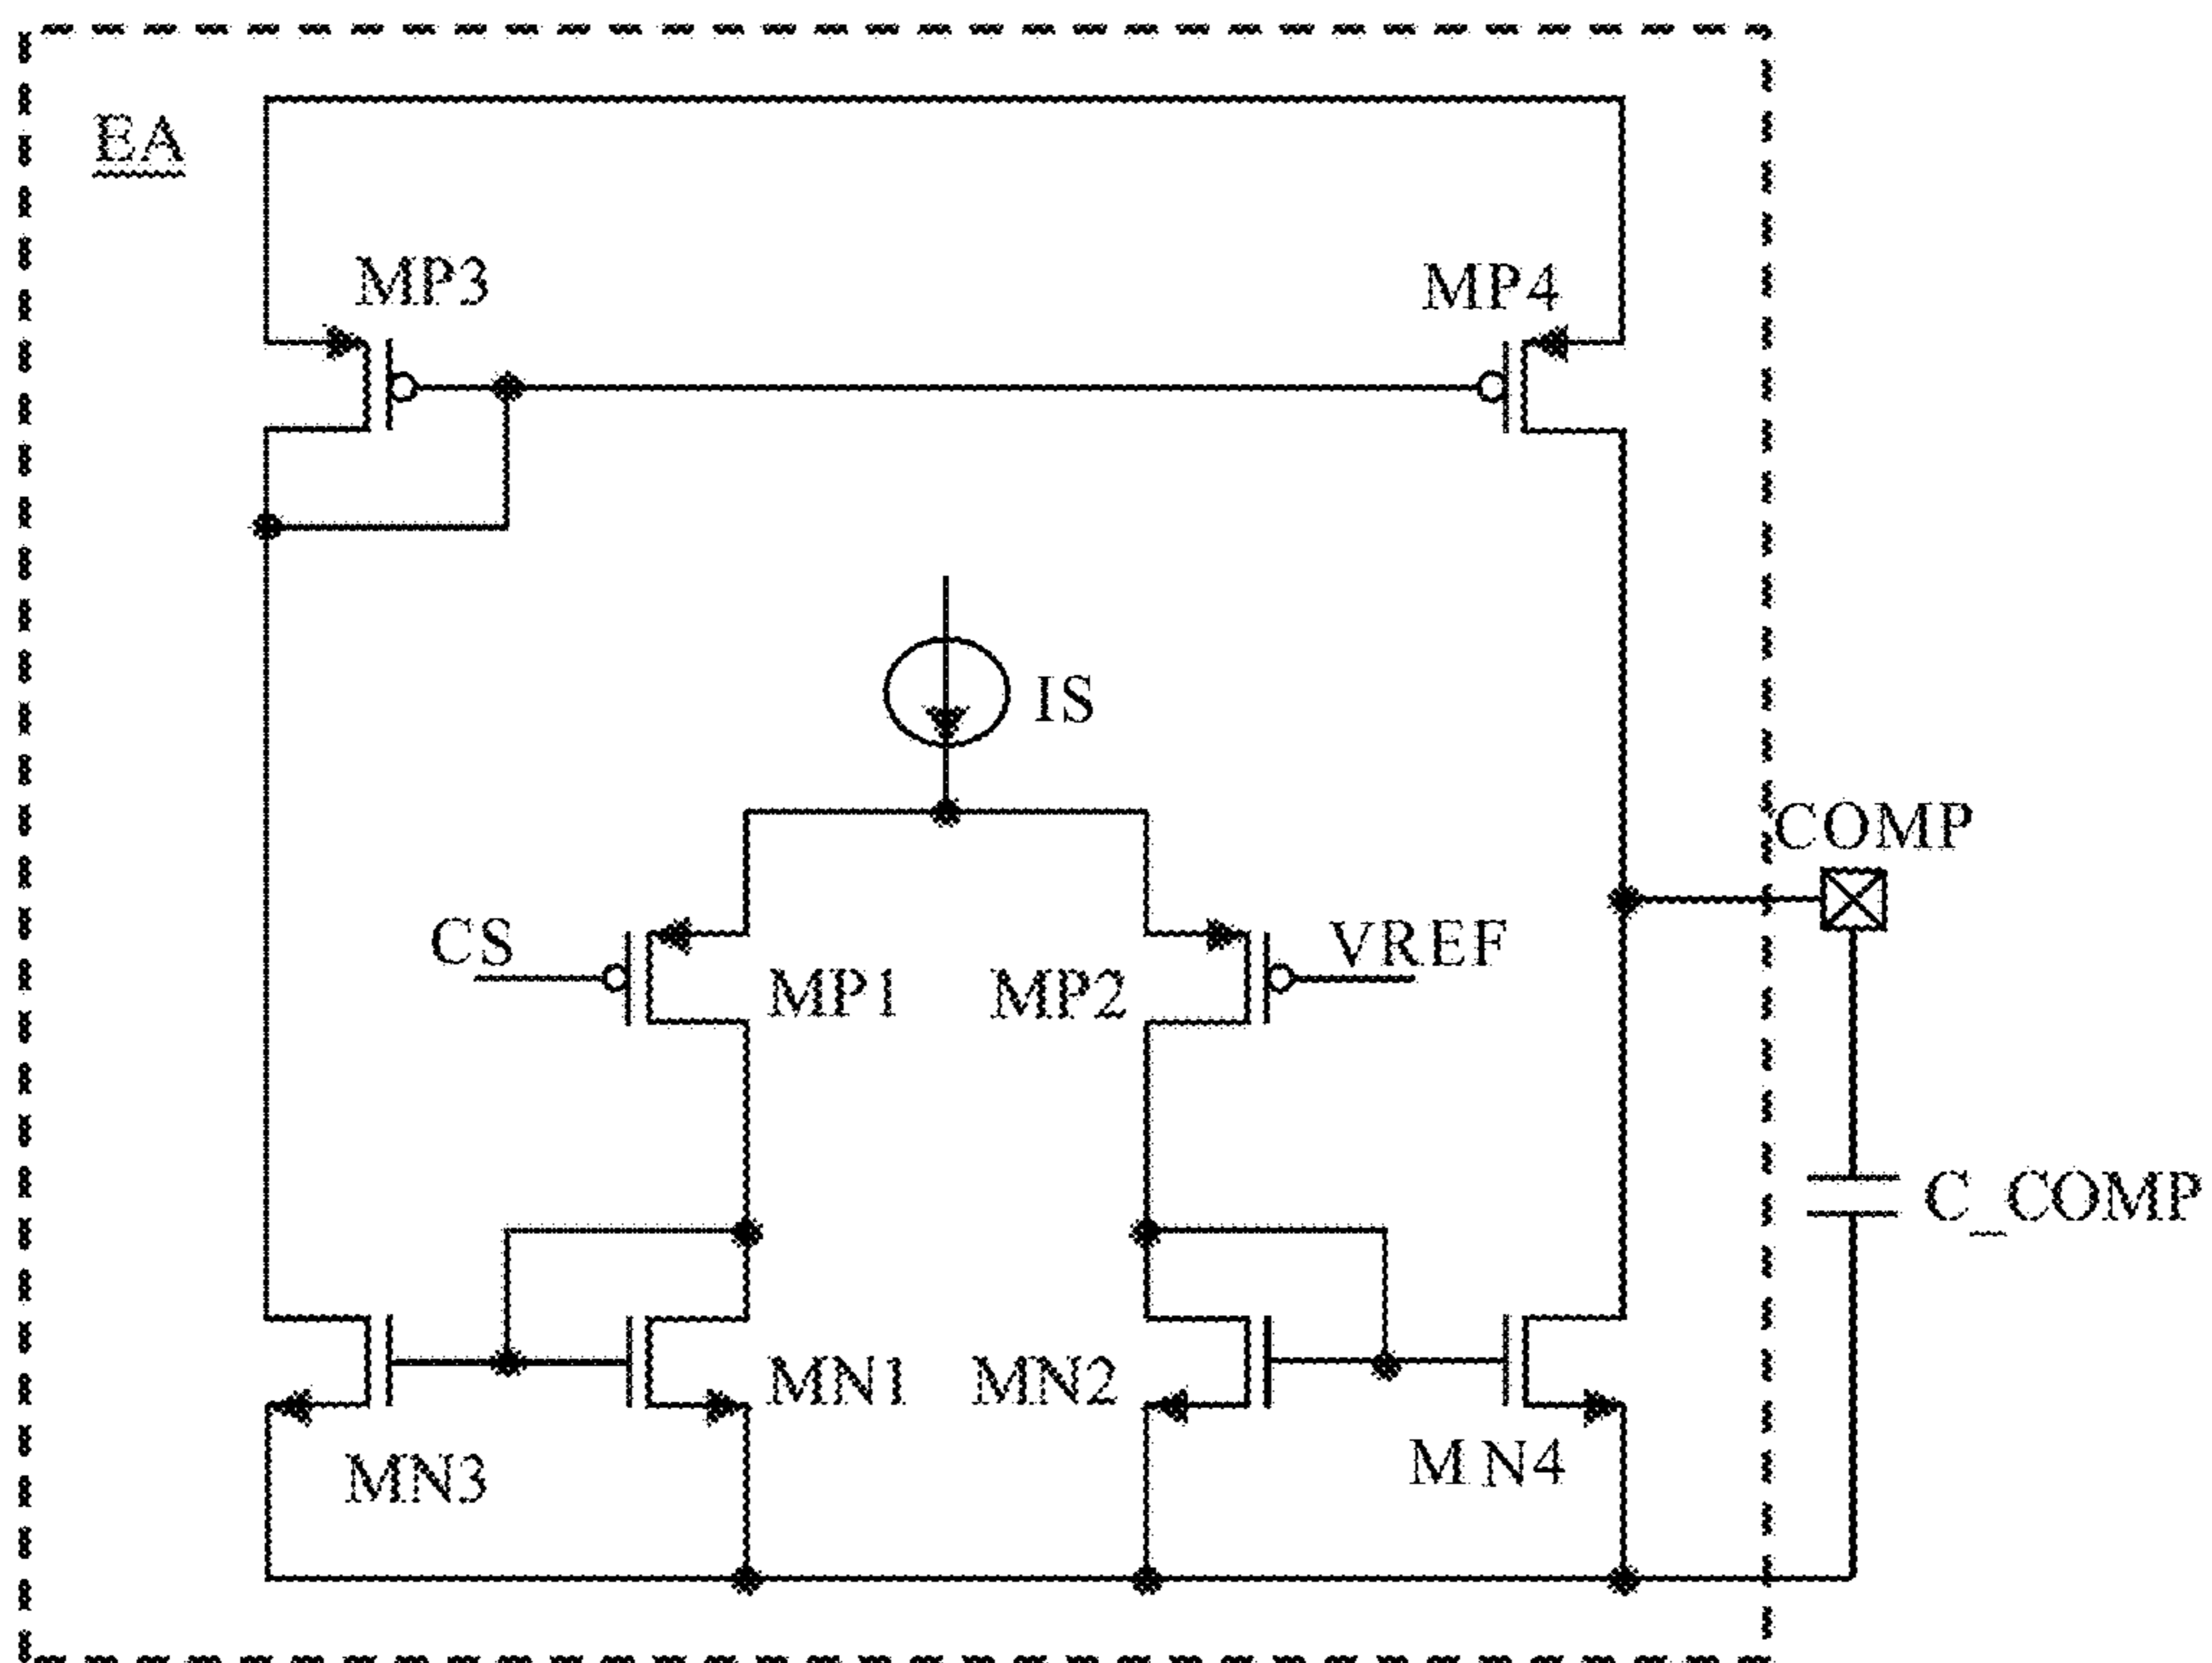 EA
MP3
MP4
IS
COMP
CS
VREF
MP1
MP2
C_COMP
MN1
MN2
MN3
MN4